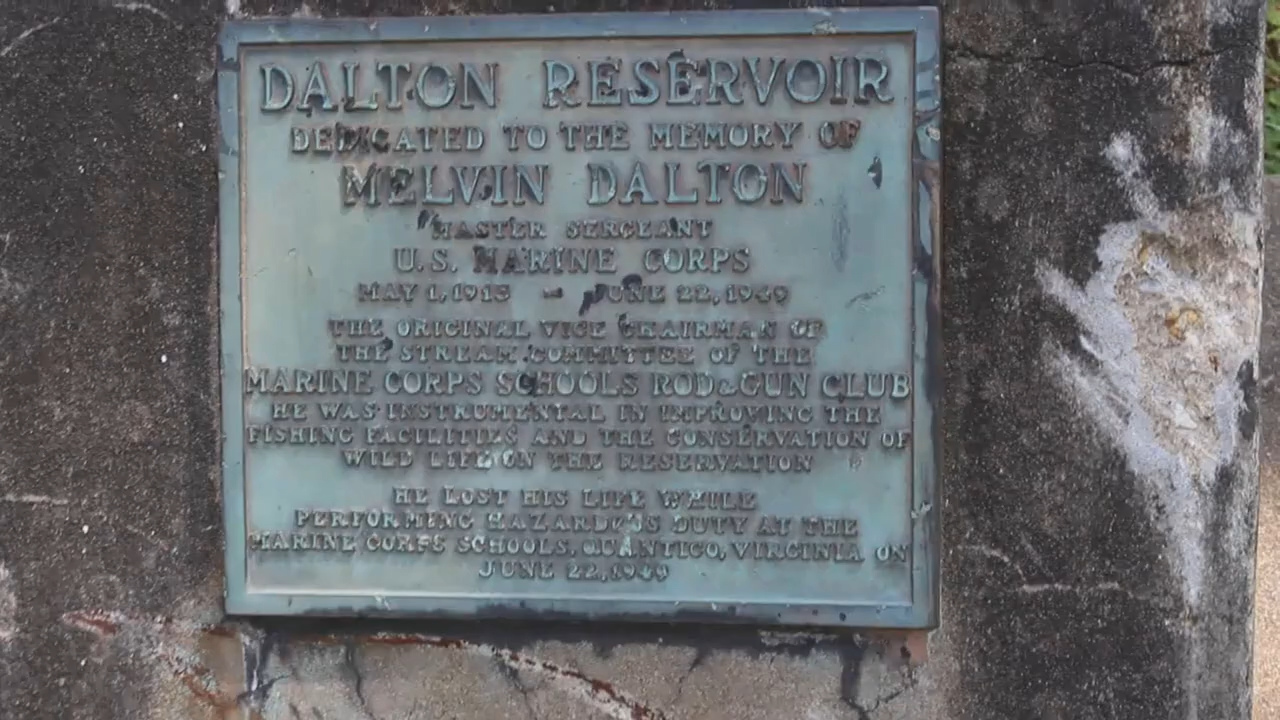 DALTON RESERVOIR
DEDICATED TO THE MEMORY OF
MELVIN DALTON
MASTER SERGEANT
U.S. MARINE CORPS
MAY 1, 1913 – JUNE 22, 1949
THE ORIGINAL VICE CHAIRMAN OF
THE STREAM COMMITTEE OF THE
MARINE CORPS SCHOOLS ROD & GUN CLUB
HE WAS INSTRUMENTAL IN IMPROVING THE
FISHING FACILITIES AND THE CONSERVATION OF
WILD LIFE ON THE RESERVATION
HE LOST HIS LIFE WHILE
PERFORMING HAZARDOUS DUTY AT THE
MARINE CORPS SCHOOLS, QUANTICO, VIRGINIA ON
JUNE 22, 1949